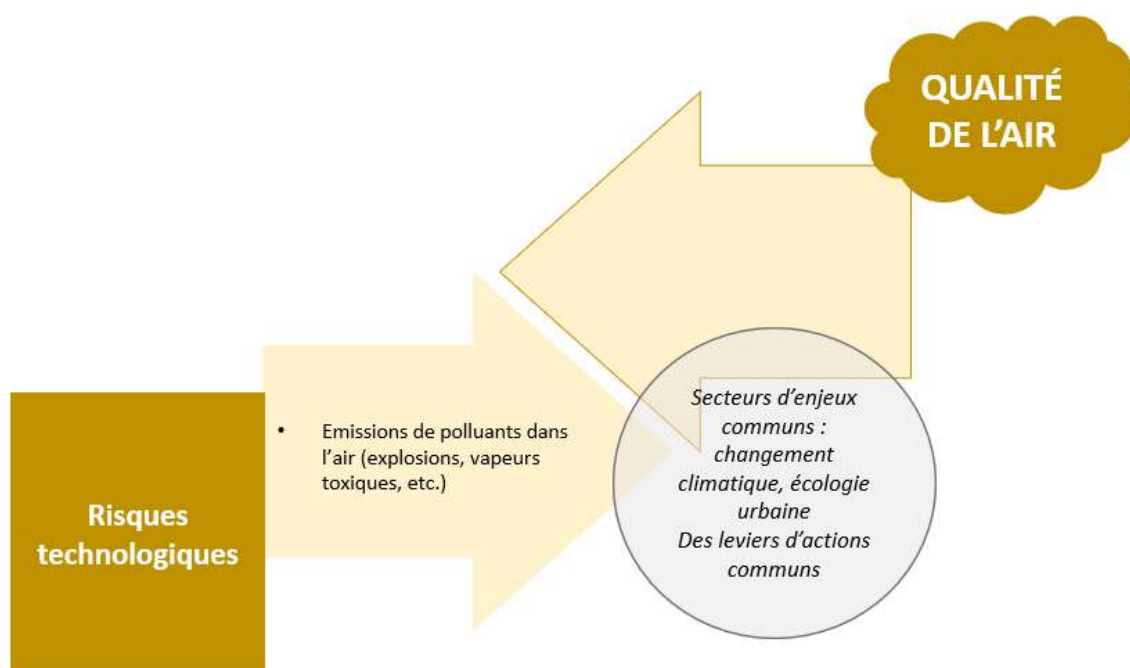 QUALITÉ
DE L’AIR
• Emissions de polluants dans
l’air (explosions, vapeurs
toxiques, etc.)
Risques
technologiques
Secteurs d’enjeux
communs :
changement
climatique, écologie
urbaine
Des leviers d’actions
communs